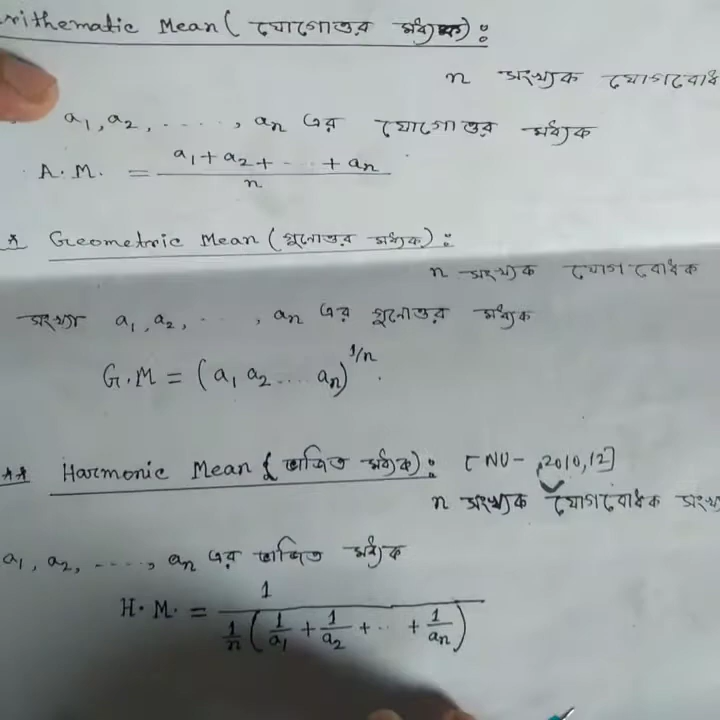 rithematic Mean ( যোগোত্তর মধ্যক) :
n সংখ্যক যোগবোধ
a₁, a₂, ....., aₙ এর যোগোত্তর মধ্যক
A.M. = (a₁ + a₂ + ... + aₙ) / n
* Geometric Mean (গুনোত্তর মধ্যক) :
n সংখ্যক যোগ বোধক
সংখ্যা a₁, a₂, ..., aₙ এর গুনোত্তর মধ্যক
G.M = (a₁ a₂ .... aₙ)^1/n.
** Harmonic Mean ( ভাজিত মধ্যক) : [NU- 2010,12]
n সংখ্যক যোগবোধক সংখ্য
a₁, a₂, ----, aₙ এর ভাজিত মধ্যক
H.M. = 1 / (1/n (1/a₁ + 1/a₂ + ... + 1/aₙ))